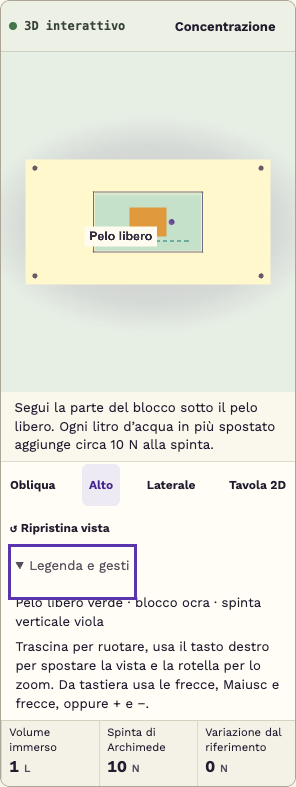 3D interattivo
Concentrazione
Pelo libero
Segui la parte del blocco sotto il pelo
libero. Ogni litro d’acqua in più spostato
aggiunge circa 10 N alla spinta.
Obliqua
Alto
Laterale
Tavola 2D
↺ Ripristina vista
▼ Legenda e gesti
Pelo libero verde · blocco ocra · spinta
verticale viola
Trascina per ruotare, usa il tasto destro
per spostare la vista e la rotella per lo
zoom. Da tastiera usa le frecce, Maiusc e
frecce, oppure + e −.
Volume
immerso
1 L
Spinta di
Archimede
10 N
Variazione dal
riferimento
0 N